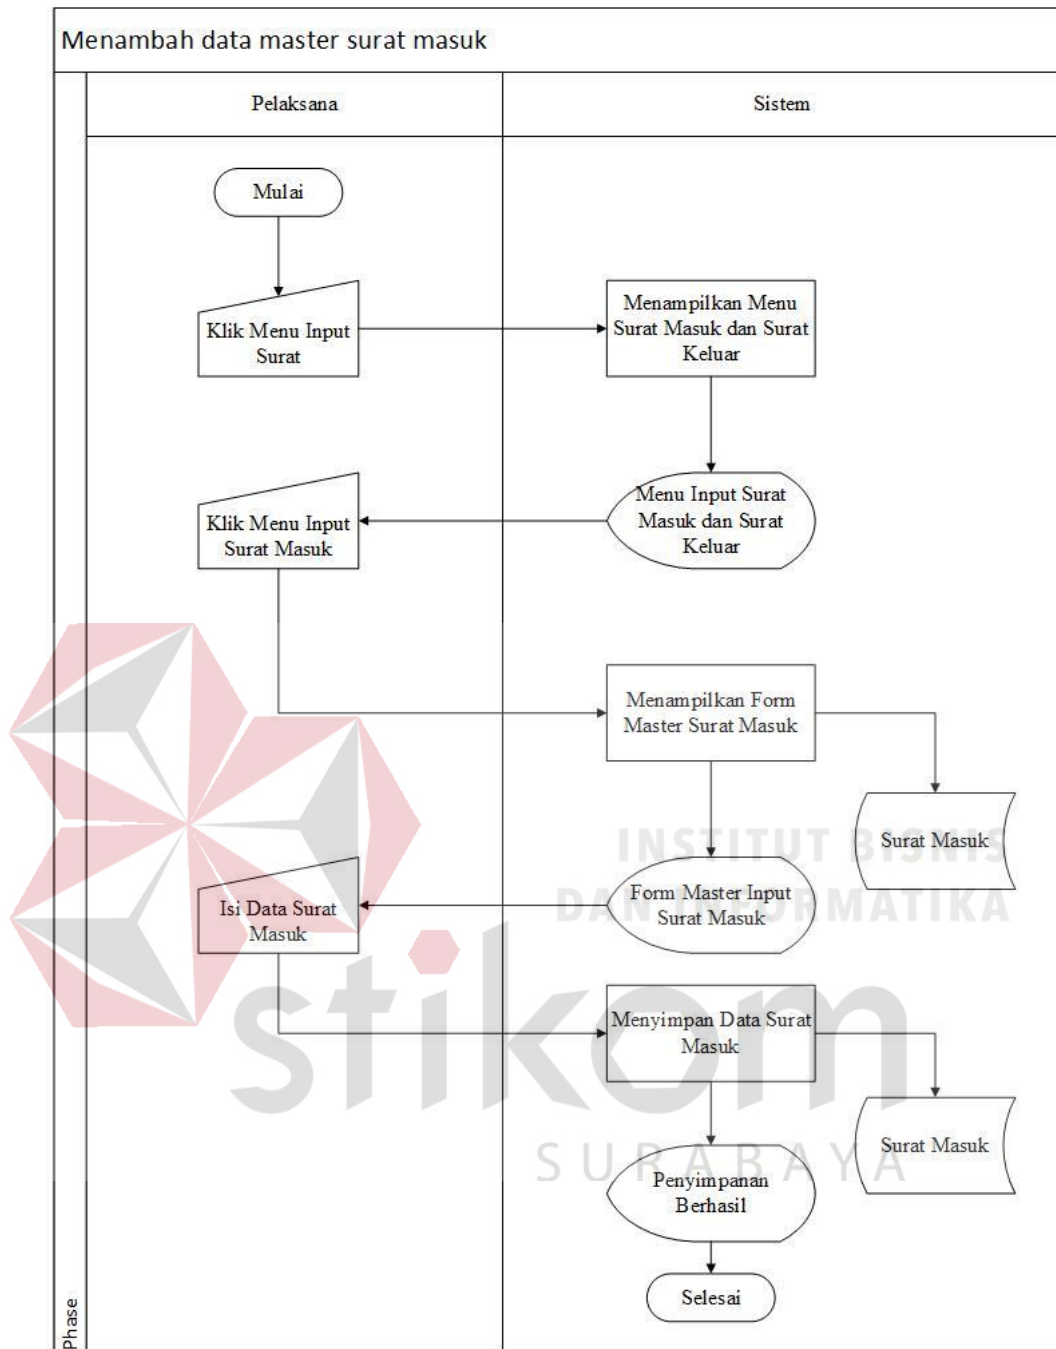 Menambah data master surat masuk
Pelaksana
Sistem
Mulai
Klik Menu Input
Surat
Menampilkan Menu
Surat Masuk dan Surat
Keluar
Menu Input Surat
Masuk dan Surat
Keluar
Klik Menu Input
Surat Masuk
Menampilkan Form
Master Surat Masuk
Surat Masuk
INSTITUT BISNIS
DAN INFORMATIKA
Form Master Input
Surat Masuk
Isi Data Surat
Masuk
stikom
SURABAYA
Menyimpan Data Surat
Masuk
Surat Masuk
Penyimpanan
Berhasil
Selesai
Phase